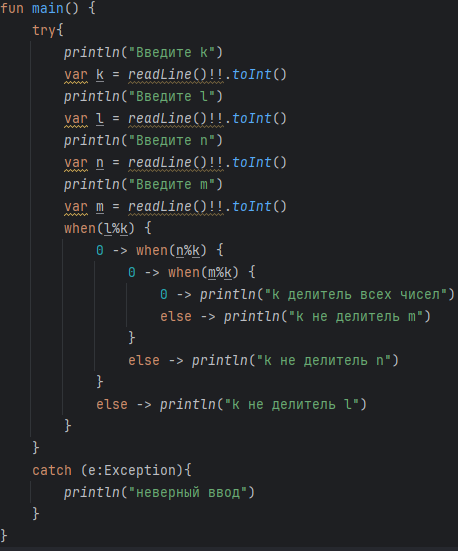 fun main() {
try{
println("Введите k")
var k = readLine()!!.toInt()
println("Введите l")
var l = readLine()!!.toInt()
println("Введите n")
var n = readLine()!!.toInt()
println("Введите m")
var m = readLine()!!.toInt()
when(l%k) {
0 -> when(n%k) {
0 -> when(m%k) {
0 -> println("k делитель всех чисел")
else -> println("k не делитель m")
}
else -> println("k не делитель n")
}
else -> println("k не делитель l")
}
}
catch (e:Exception){
println("неверный ввод")
}
}